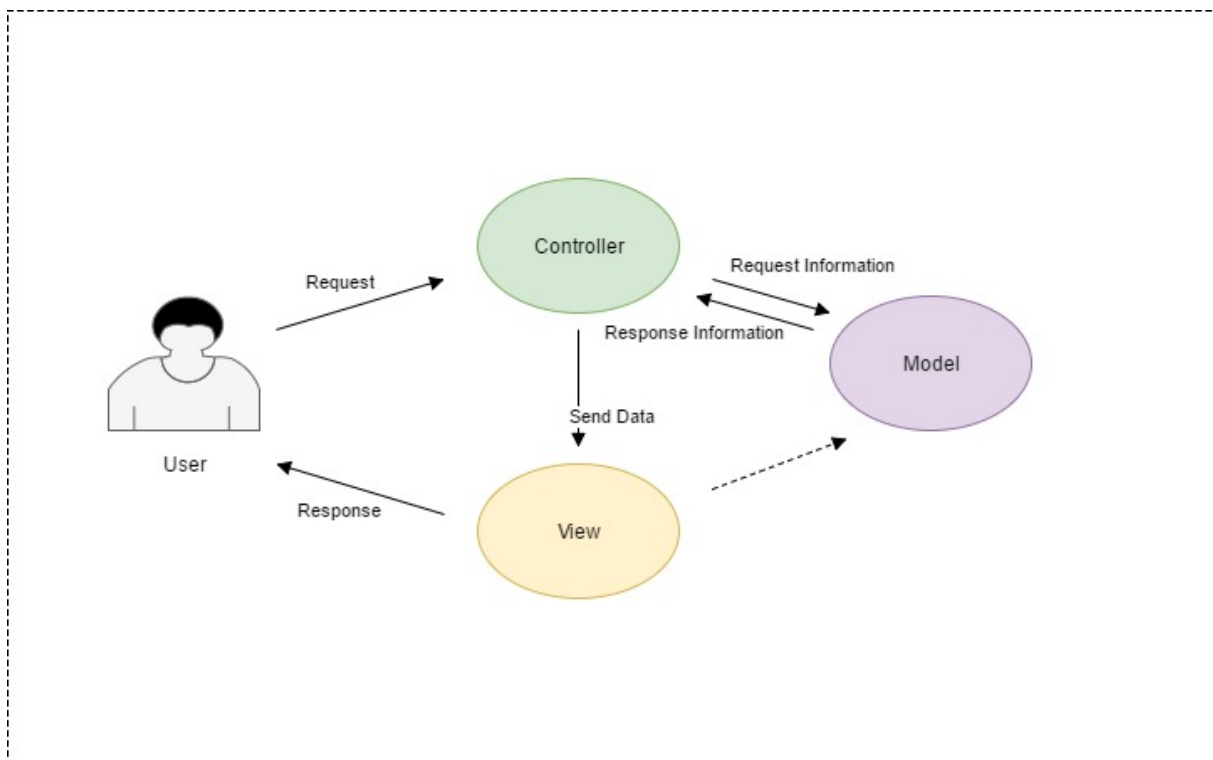 Controller
Request Information
Request
Response Information
Model
Send Data
User
Response
View